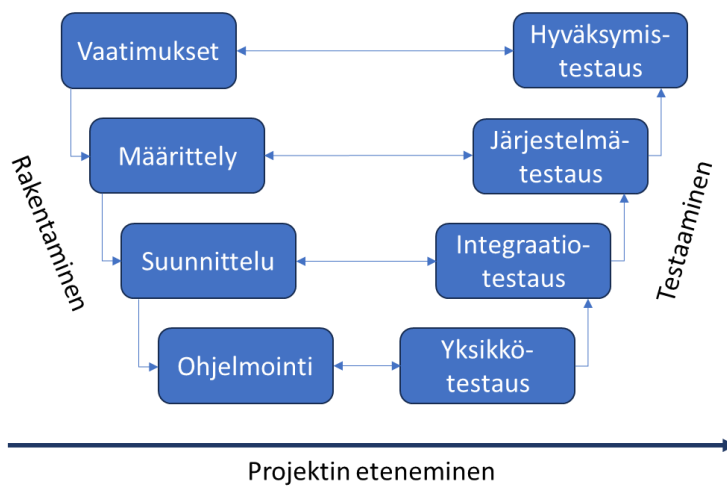 Vaatimukset
Hyväksymis-
testaus
Määrittely
Järjestelmä-
testaus
Rakentaminen
Testaaminen
Suunnittelu
Integraatio-
testaus
Ohjelmointi
Yksikkö-
testaus
Projektin eteneminen